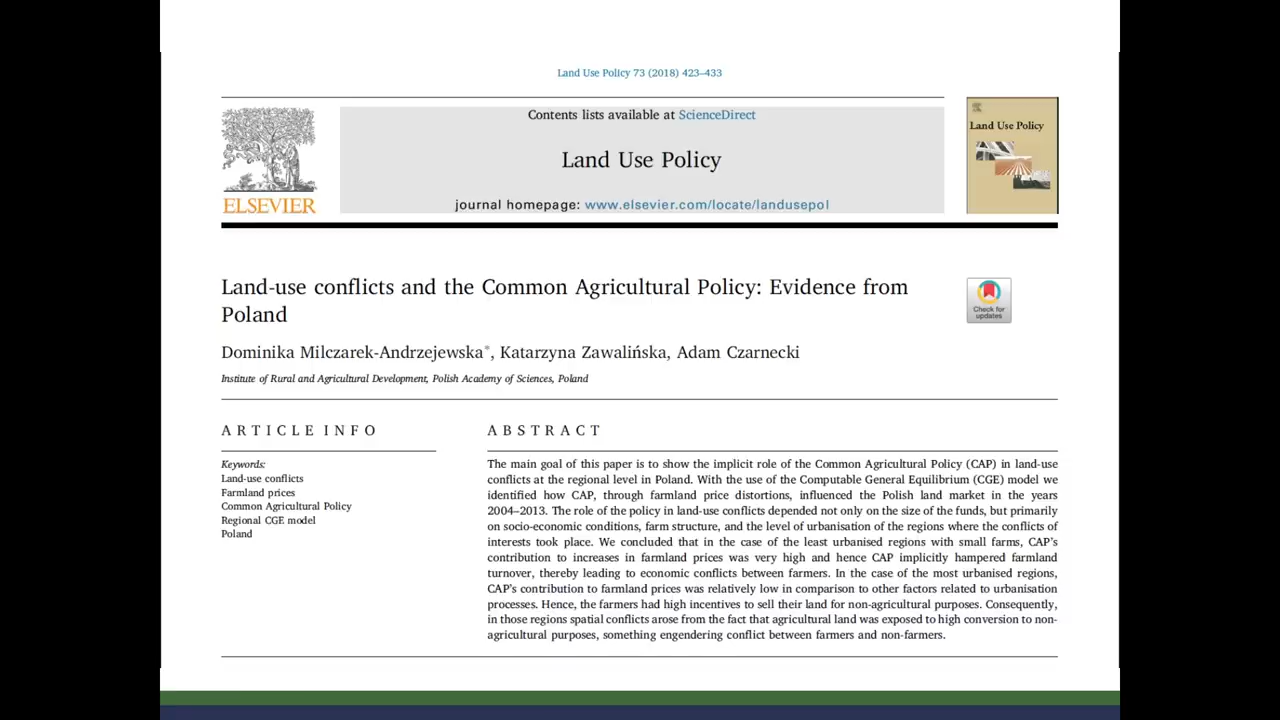 Land Use Policy 73 (2018) 423–433
Contents lists available at ScienceDirect
Land Use Policy
journal homepage: www.elsevier.com/locate/landusepol
ELSEVIER
Land Use Policy
Land-use conflicts and the Common Agricultural Policy: Evidence from
Poland
Check for
updates
Dominika Milczarek-Andrzejewska*, Katarzyna Zawalińska, Adam Czarnecki
Institute of Rural and Agricultural Development, Polish Academy of Sciences, Poland
ARTICLE INFO
Keywords:
Land-use conflicts
Farmland prices
Common Agricultural Policy
Regional CGE model
Poland
ABSTRACT
The main goal of this paper is to show the implicit role of the Common Agricultural Policy (CAP) in land-use
conflicts at the regional level in Poland. With the use of the Computable General Equilibrium (CGE) model we
identified how CAP, through farmland price distortions, influenced the Polish land market in the years
2004–2013. The role of the policy in land-use conflicts depended not only on the size of the funds, but primarily
on socio-economic conditions, farm structure, and the level of urbanisation of the regions where the conflicts of
interests took place. We concluded that in the case of the least urbanised regions with small farms, CAP's
contribution to increases in farmland prices was very high and hence CAP implicitly hampered farmland
turnover, thereby leading to economic conflicts between farmers. In the case of the most urbanised regions,
CAP's contribution to farmland prices was relatively low in comparison to other factors related to urbanisation
processes. Hence, the farmers had high incentives to sell their land for non-agricultural purposes. Consequently,
in those regions spatial conflicts arose from the fact that agricultural land was exposed to high conversion to non-
agricultural purposes, something engendering conflict between farmers and non-farmers.